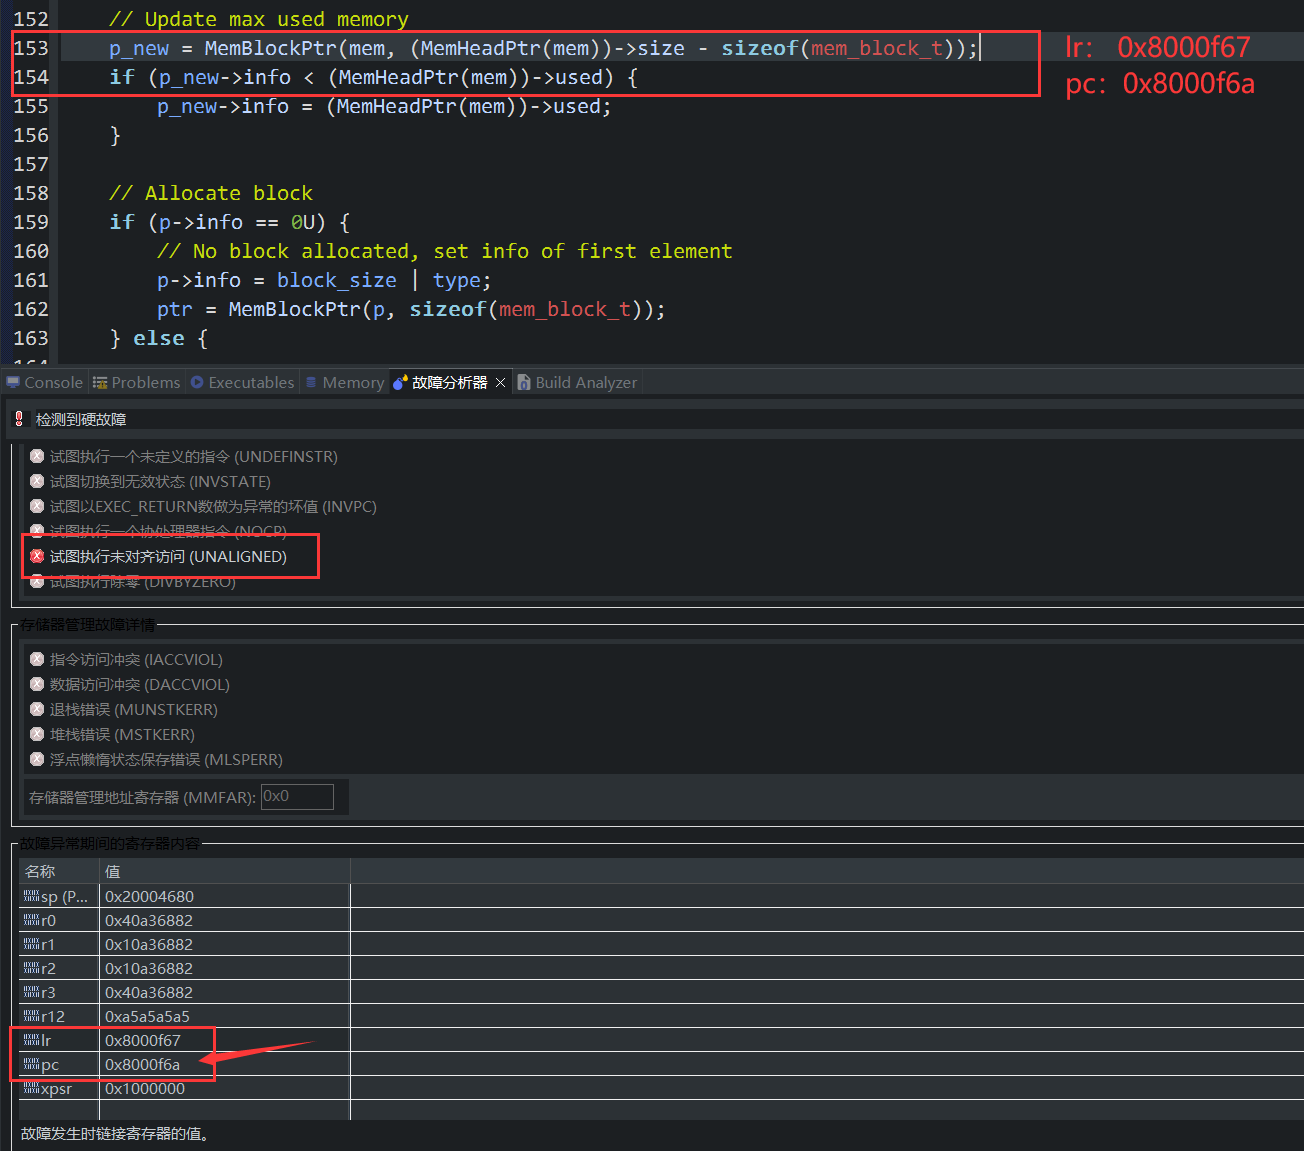 152 // Update max used memory
153 p_new = MemBlockPtr(mem, (MemHeadPtr(mem))->size - sizeof(mem_block_t));
lr： 0x8000f67
154 if (p_new->info < (MemHeadPtr(mem))->used) {
pc：0x8000f6a
155 p_new->info = (MemHeadPtr(mem))->used;
156 }
157
158 // Allocate block
159 if (p->info == 0U) {
160 // No block allocated, set info of first element
161 p->info = block_size | type;
162 ptr = MemBlockPtr(p, sizeof(mem_block_t));
163 } else {
Console Problems Executables Memory 故障分析器 Build Analyzer
检测到硬故障
试图执行一个未定义的指令 (UNDEFINSTR)
试图切换到无效状态 (INVSTATE)
试图以EXEC_RETURN数做为异常的坏值 (INVPC)
试图执行一个协处理器指令 (NOCP)
试图执行未对齐访问 (UNALIGNED)
试图执行除零 (DIVBYZERO)
存储器管理故障详情
指令访问冲突 (IACCVIOL)
数据访问冲突 (DACCVIOL)
退栈错误 (MUNSTKERR)
堆栈错误 (MSTKERR)
浮点懒惰状态保存错误 (MLSPERR)
存储器管理地址寄存器 (MMFAR): 0x0
故障异常期间的寄存器内容
名称 值
sp (P... 0x20004680
r0 0x40a36882
r1 0x10a36882
r2 0x10a36882
r3 0x40a36882
r12 0xa5a5a5a5
lr 0x8000f67
pc 0x8000f6a
xpsr 0x1000000
故障发生时链接寄存器的值。